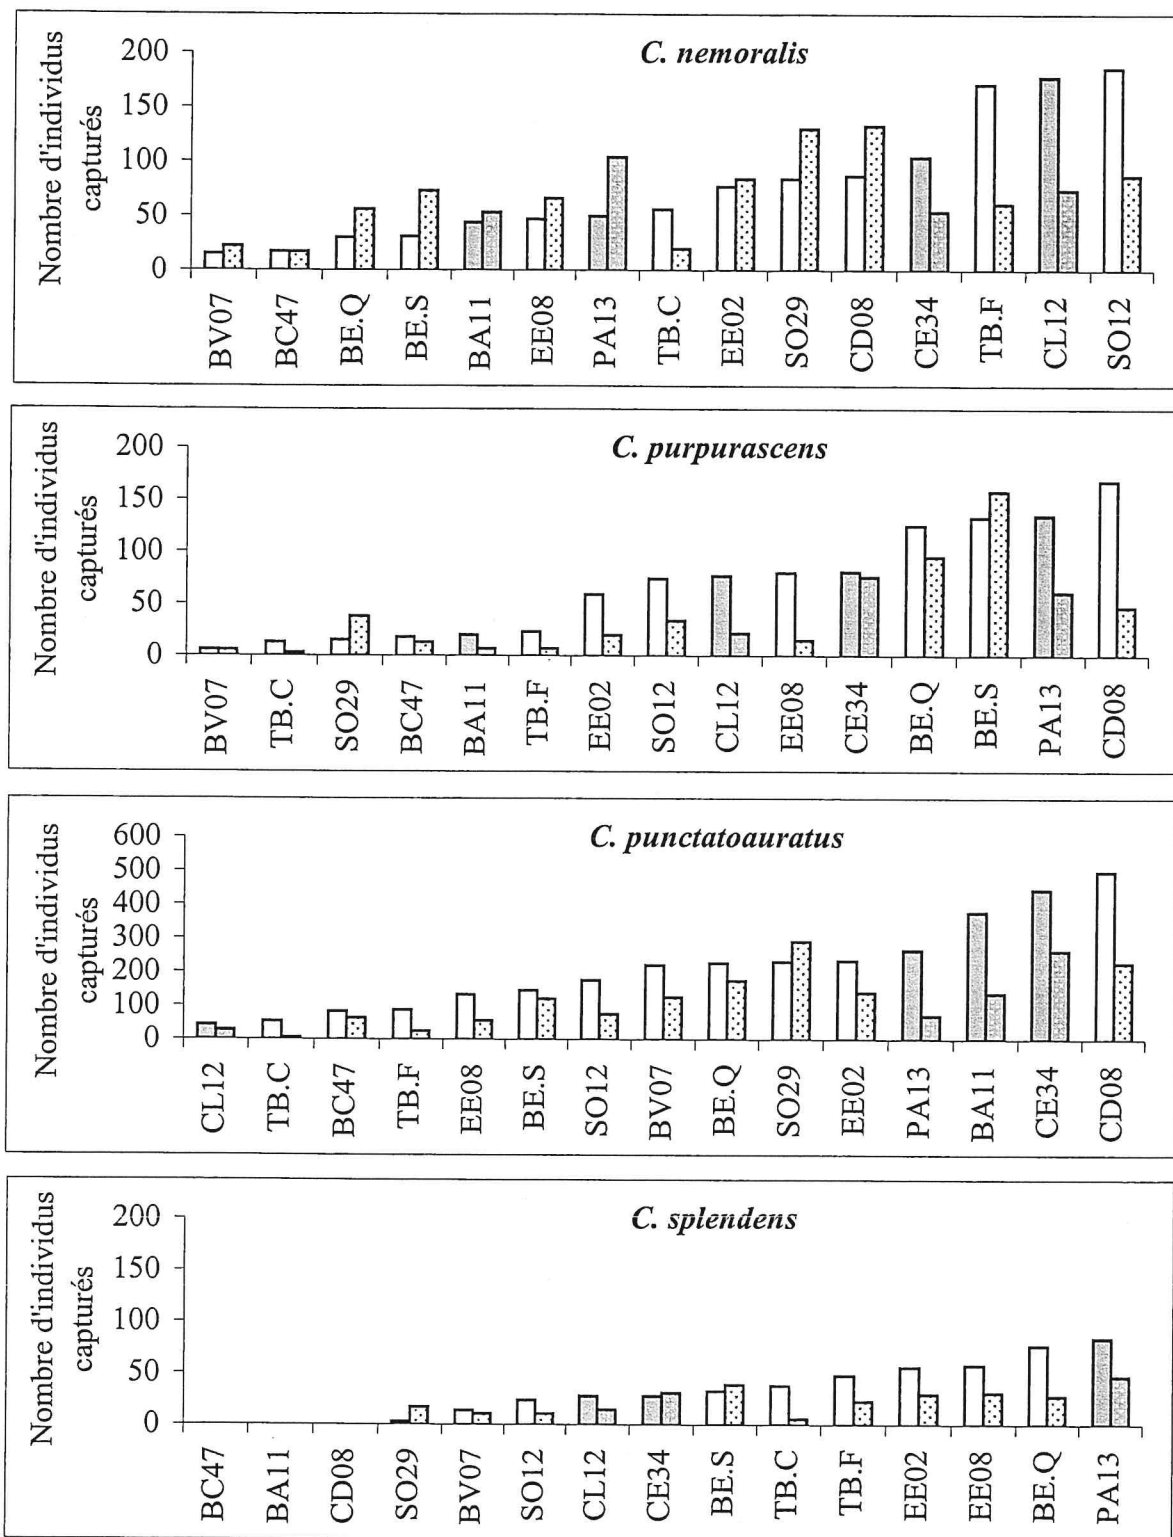 C. nemoralis
Nombre d'individus
capturés
200
150
100
50
0
BV07 BC47 BE.Q BE.S BA11 EE08 PA13 TB.C EE02 SO29 CD08 CE34 TB.F CL12 SO12
C. purpurascens
Nombre d'individus
capturés
200
150
100
50
0
BV07 TB.C SO29 BC47 BA11 TB.F EE02 SO12 CL12 EE08 CE34 BE.Q BE.S PA13 CD08
C. punctatoauratus
Nombre d'individus
capturés
600
500
400
300
200
100
0
CL12 TB.C BC47 TB.F EE08 BE.S SO12 BV07 BE.Q SO29 EE02 PA13 BA11 CE34 CD08
C. splendens
Nombre d'individus
capturés
200
150
100
50
0
BC47 BA11 CD08 SO29 BV07 SO12 CL12 CE34 BE.S TB.C TB.F EE02 EE08 BE.Q PA13